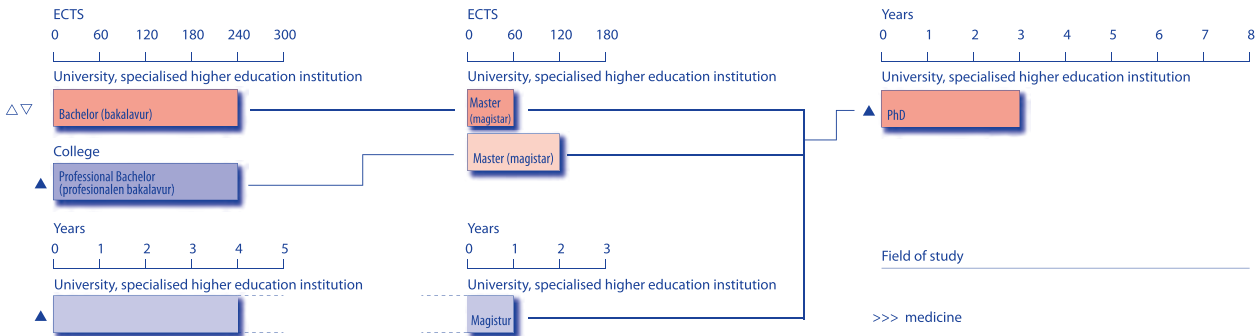 ECTS
0 60 120 180 240 300
University, specialised higher education institution
Bachelor (bakalavur)
College
Professional Bachelor
(profesionalen bakalavur)
Years
0 1 2 3 4 5
University, specialised higher education institution
ECTS
0 60 120 180
University, specialised higher education institution
Master
(magistar)
Master (magistar)
Years
0 1 2 3
University, specialised higher education institution
Magistur
Years
0 1 2 3 4 5 6 7 8
University, specialised higher education institution
PhD
Field of study
>>> medicine